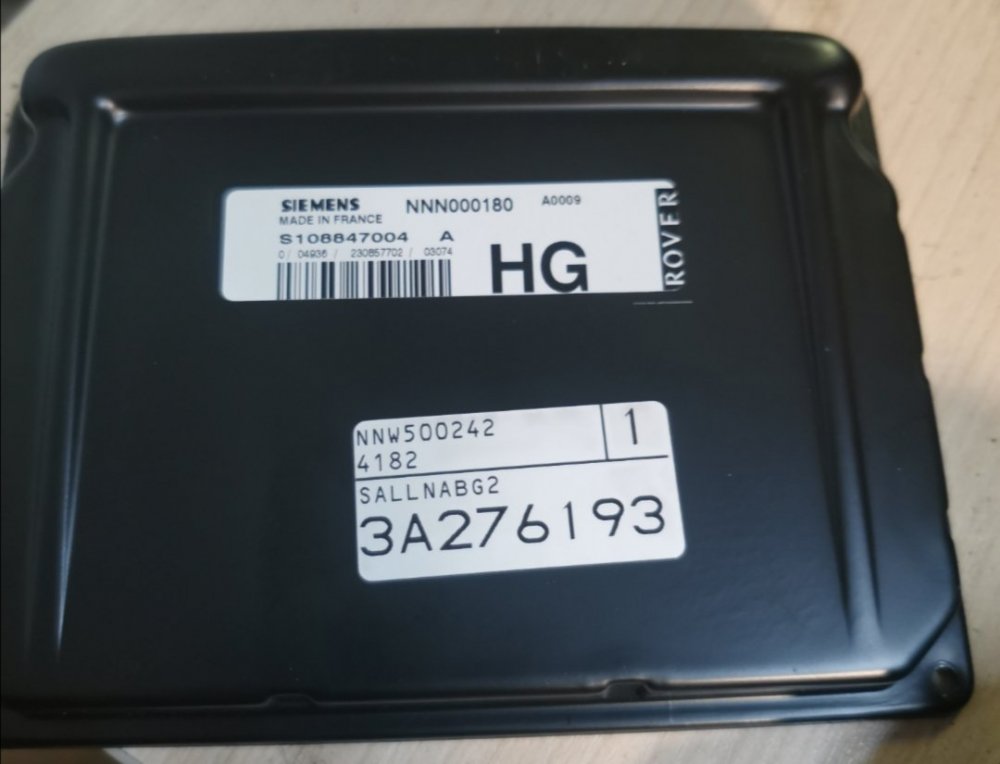 SIEMENS NNN000180 A0009
MADE IN FRANCE
S108847004 A
0/ 04936 / 230857702 / 03074
HG
ROVER
NNW500242 1
4182
SALLNABG2
3A276193